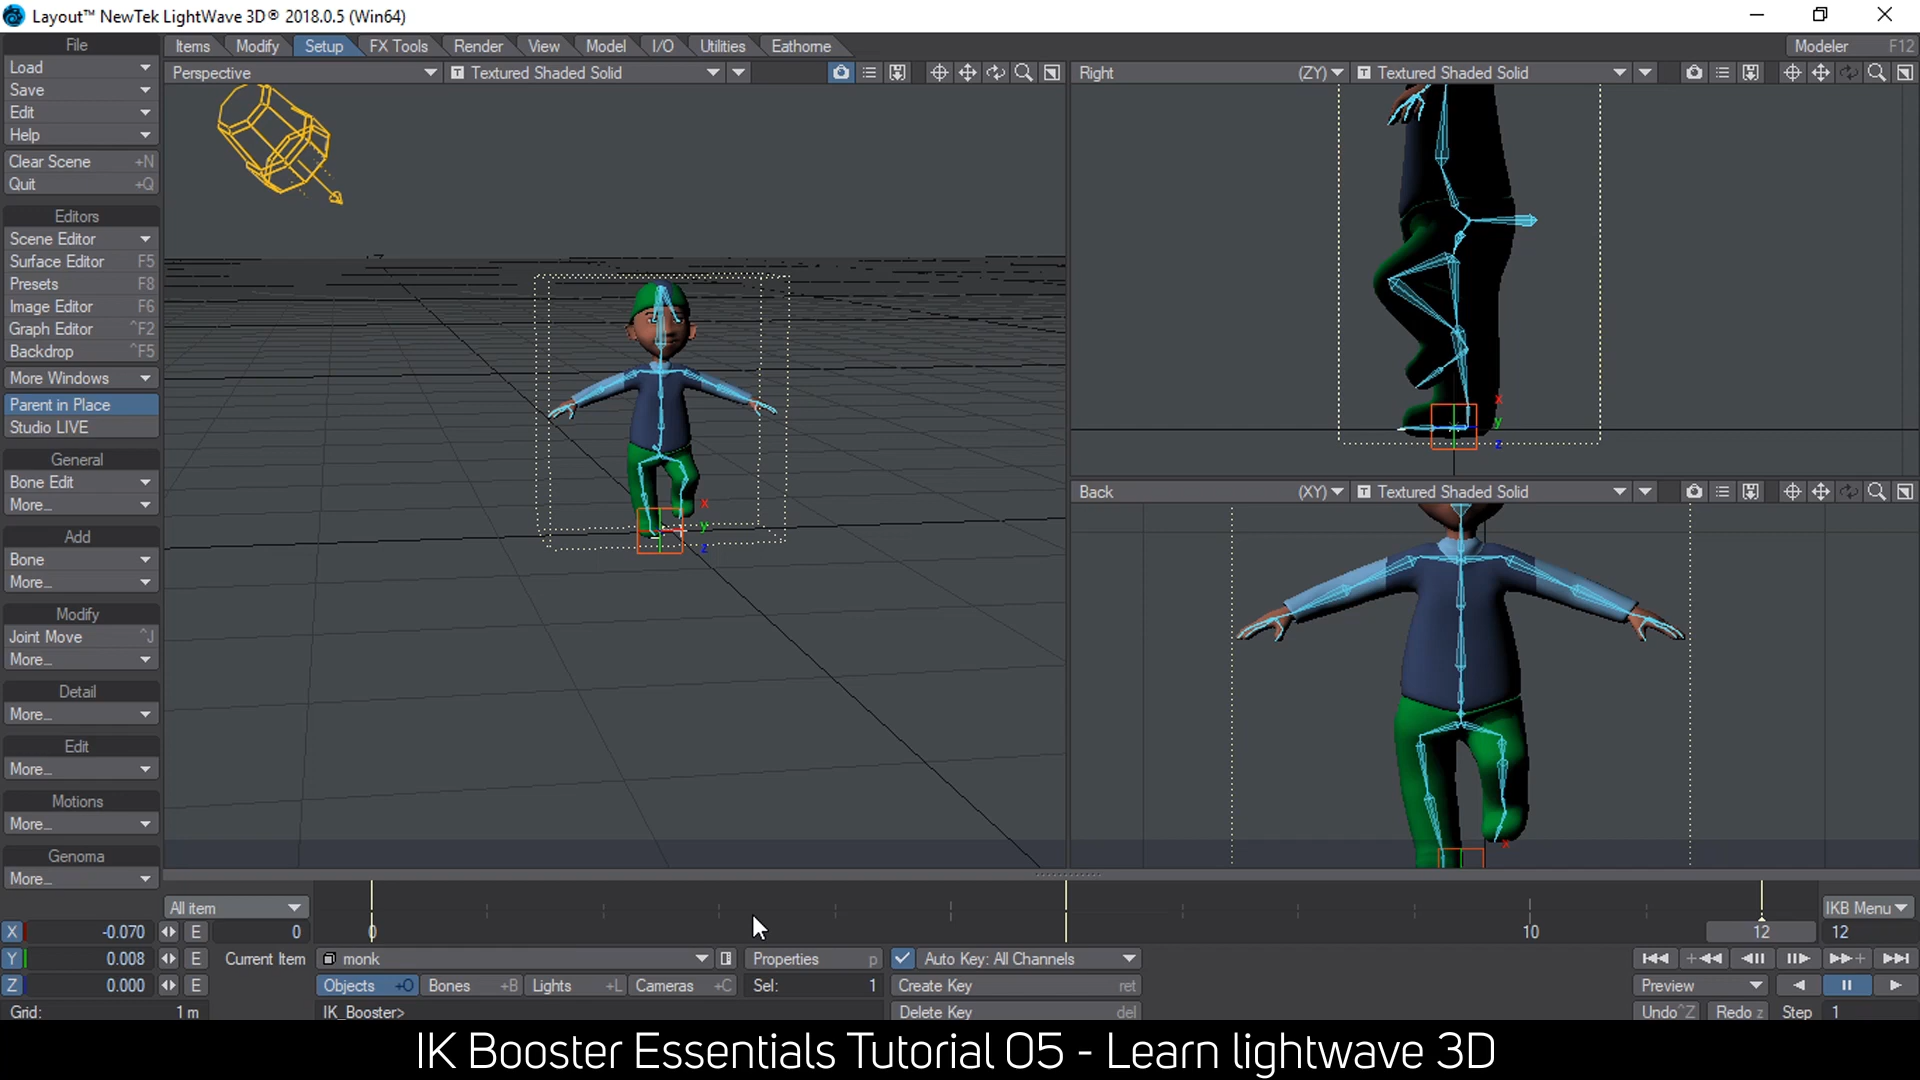 Layout™ NewTek LightWave 3D® 2018.0.5 (Win64)
File
Items Modify Setup FX Tools Render View Model I/O Utilities Eathorne
Modeler F12
Load
Save
Edit
Help
Clear Scene +N
Quit +Q
Editors
Scene Editor
Surface Editor F5
Presets F8
Image Editor F6
Graph Editor ^F2
Backdrop ^F5
More Windows
Parent in Place
Studio LIVE
General
Bone Edit
More...
Add
Bone
More...
Modify
Joint Move ^J
More...
Detail
More...
Edit
More...
Motions
More...
Genoma
More...
Perspective
T Textured Shaded Solid
x
y
z
Right (ZY)
T Textured Shaded Solid
x
y
z
Back (XY)
T Textured Shaded Solid
x
All item
0 0 10 12
IKB Menu
12
X -0.070 E
Y 0.008 E
Z 0.000 E
Grid: 1 m
Current Item monk
Properties p
Auto Key: All Channels
Objects +O Bones +B Lights +L Cameras +C
Sel: 1
Create Key ret
Delete Key del
IK_Booster>
Preview
Undo ^Z Redo z Step 1
IK Booster Essentials Tutorial 05 - Learn lightwave 3D